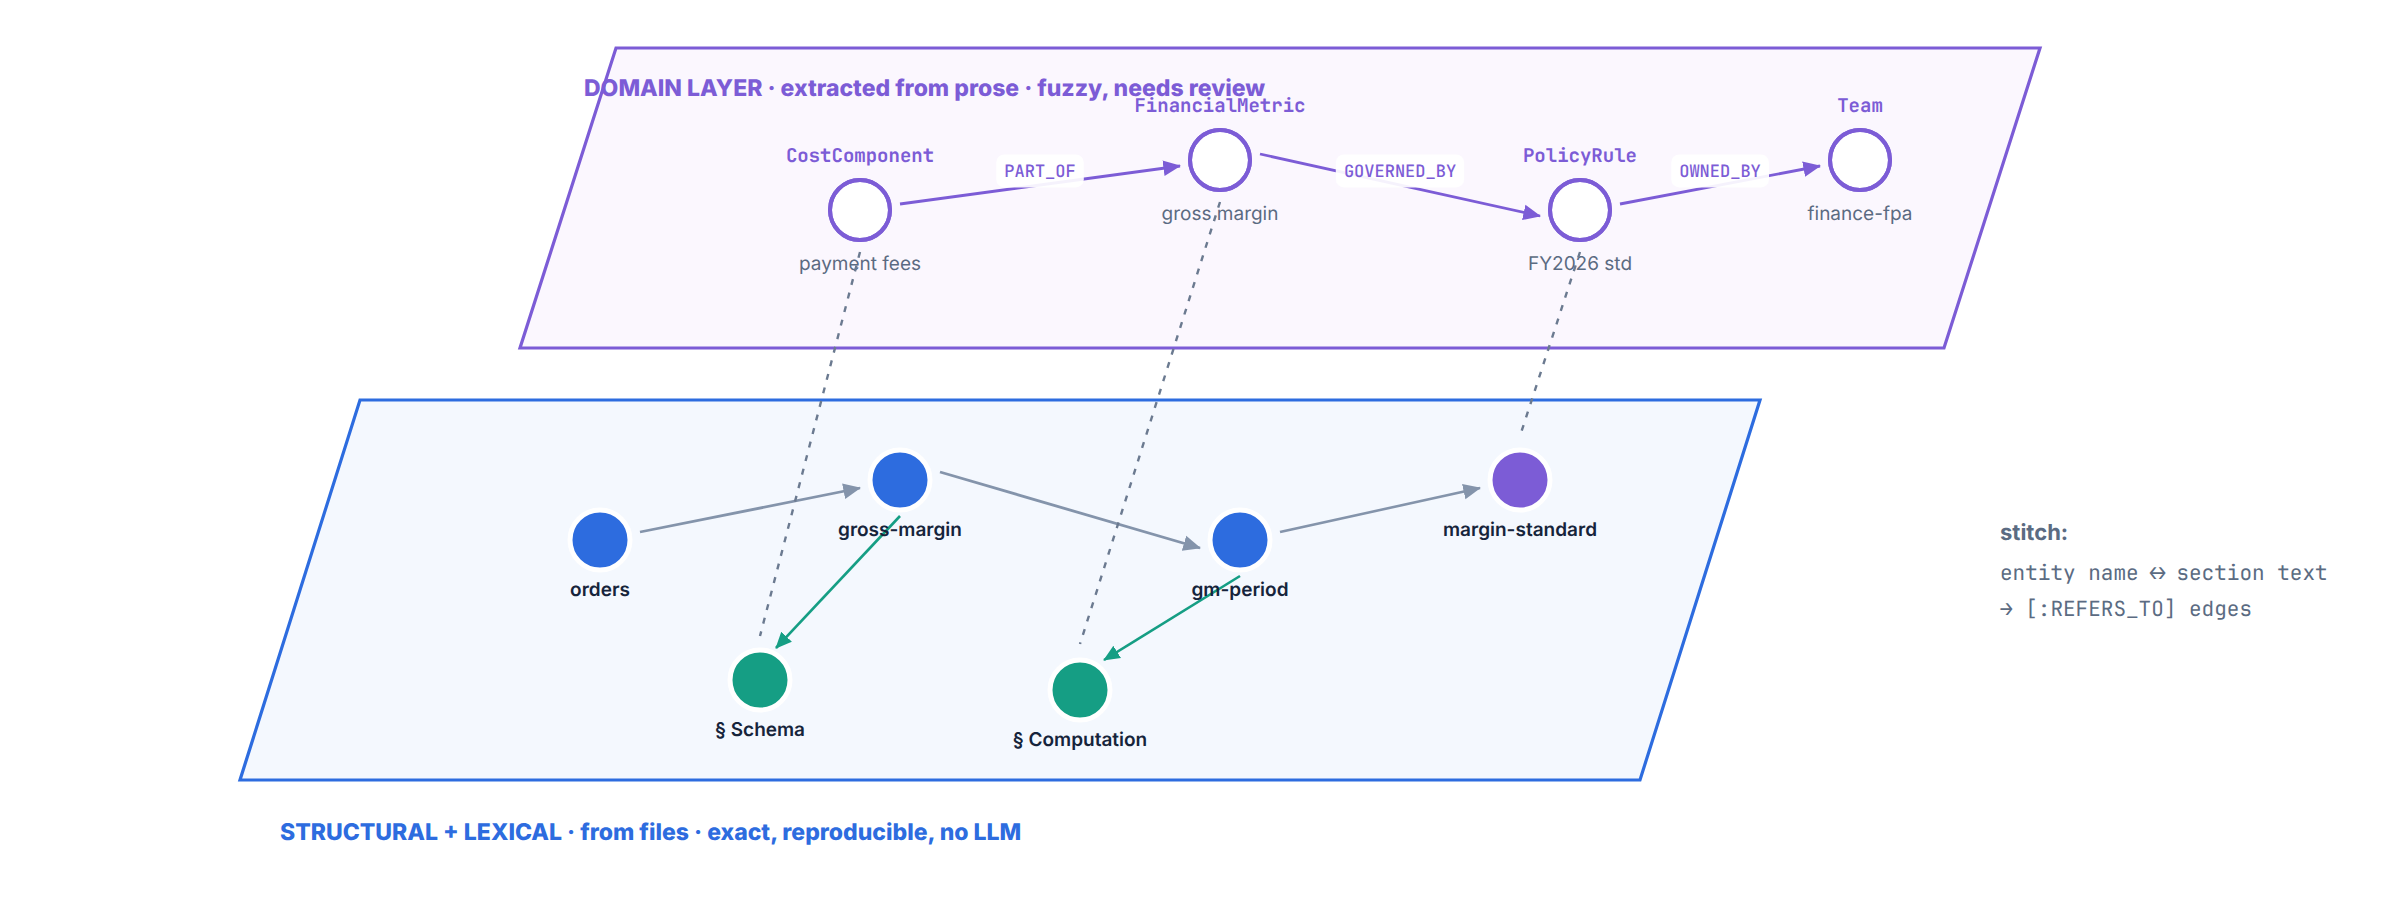 DOMAIN LAYER · extracted from prose · fuzzy, needs review
FinancialMetric
Team
CostComponent
PolicyRule
PART_OF
GOVERNED_BY
OWNED_BY
gross margin
finance-fpa
payment fees
FY2026 std
gross-margin
margin-standard
orders
gm-period
§ Schema
§ Computation
stitch:
entity name ↔ section text
→ [:REFERS_TO] edges
STRUCTURAL + LEXICAL · from files · exact, reproducible, no LLM